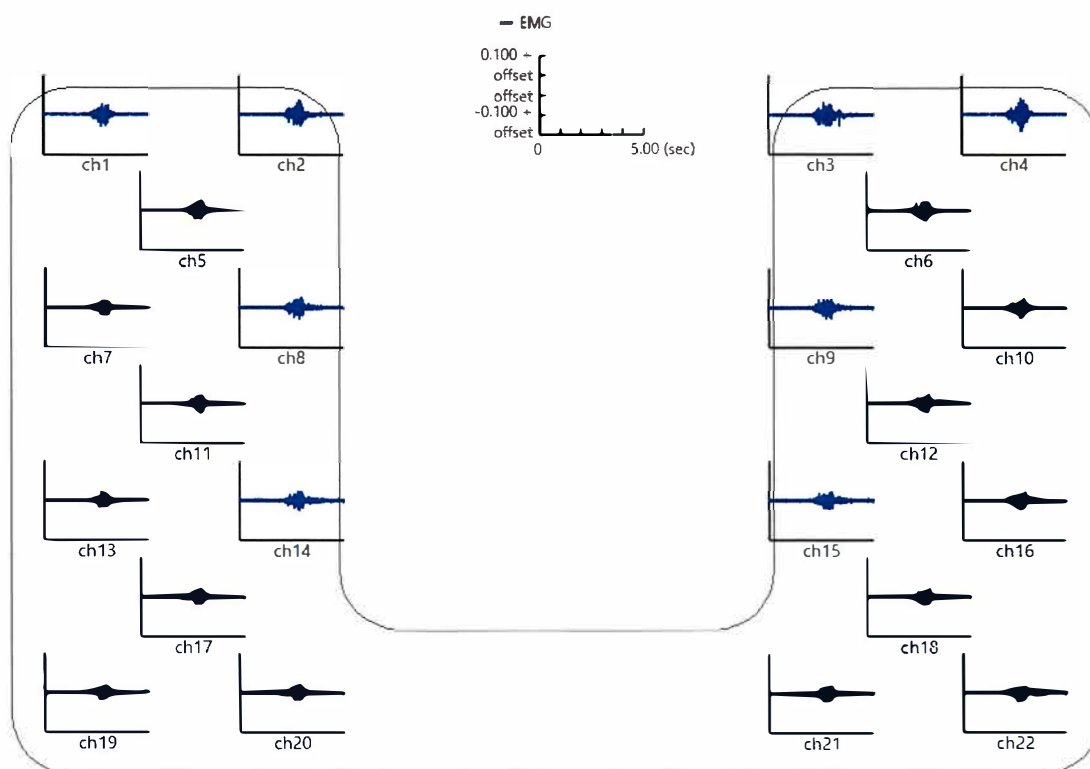 EMG
0.100 +
offset
offset
-0.100 +
offset
0 5.00 (sec)
ch1 ch2 ch3 ch4
ch5 ch6
ch7 ch8 ch9 ch10
ch11 ch12
ch13 ch14 ch15 ch16
ch17 ch18
ch19 ch20 ch21 ch22